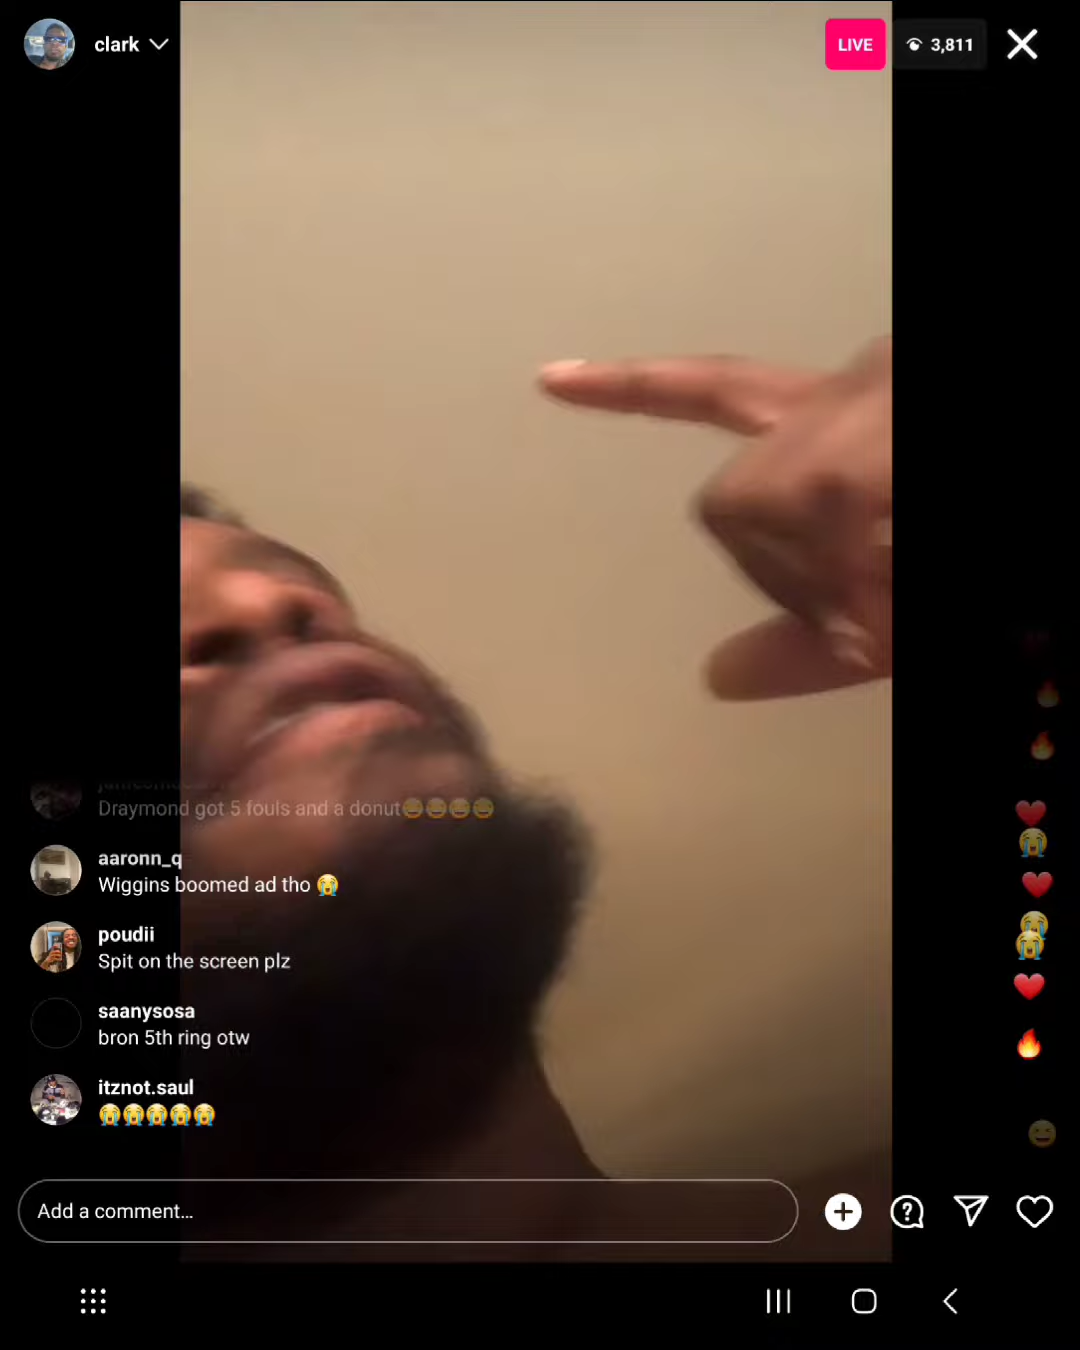 clark
LIVE
3,811
Draymond got 5 fouls and a donut😂😂😂😂
aaronn_q
Wiggins boomed ad tho 😭
poudii
Spit on the screen plz
saanysosa
bron 5th ring otw
itznot.saul
😭😭😭😭😭
Add a comment...